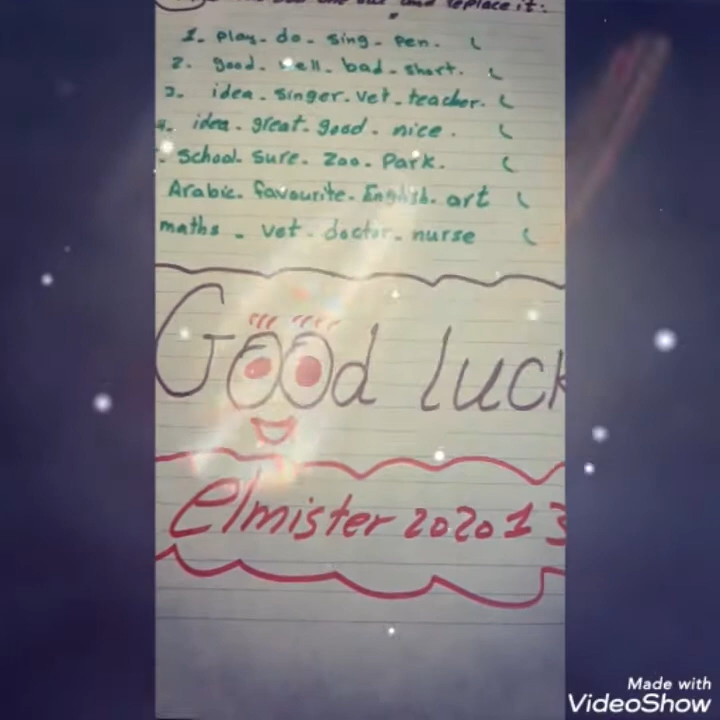 replace it:
1. play. do. sing. pen. (
2. good. well. bad. short. (
3. idea. singer. vet. teacher. (
4. idea. great. good. nice. (
. School. Sure. Zoo. Park. (
Arabic. favourite. English. art (
maths. vet. doctor. nurse (
Good luck
elmister 202013
Made with
VideoShow